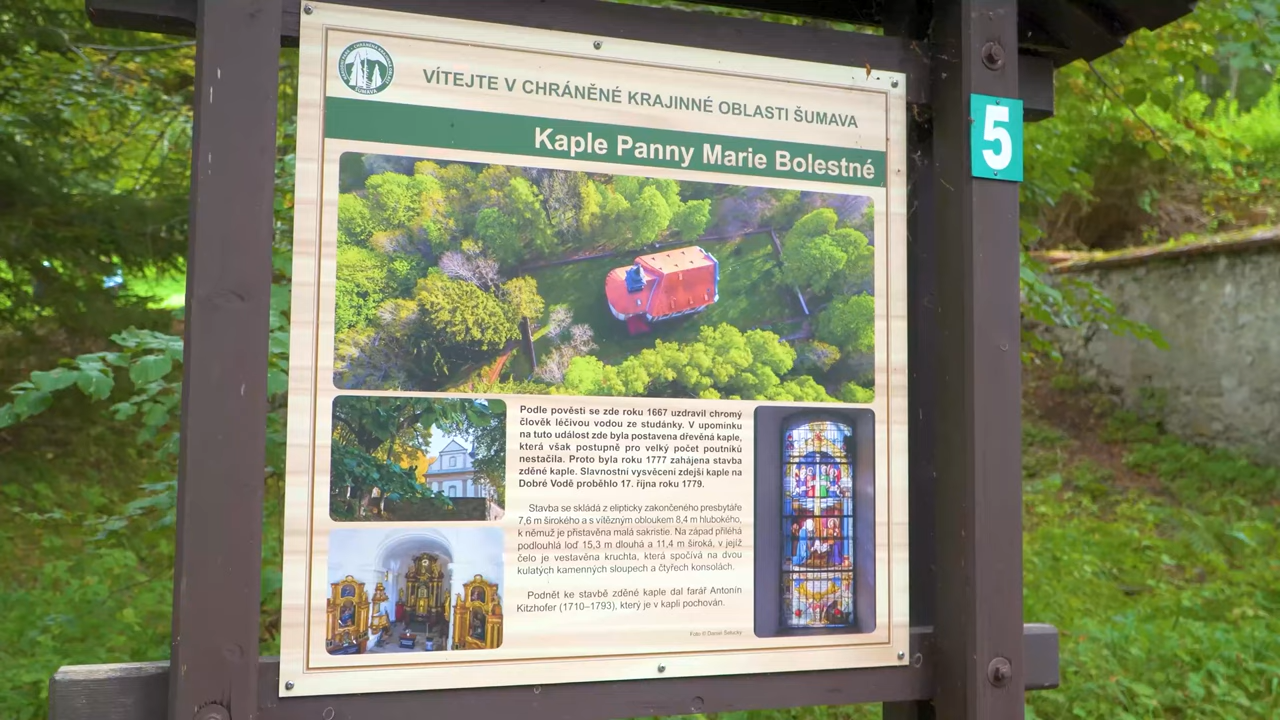 VÍTEJTE V CHRÁNĚNÉ KRAJINNÉ OBLASTI ŠUMAVA
ŠUMAVA
5
Kaple Panny Marie Bolestné
Podle pověsti se zde roku 1667 uzdravil chromý
člověk léčivou vodou ze studánky. V upomínku
na tuto událost zde byla postavena dřevěná kaple,
která však postupně pro velký počet poutníků
nestačila. Proto byla roku 1777 zahájena stavba
zděné kaple. Slavnostní vysvěcení zdejší kaple na
Dobré Vodě proběhlo 17. října roku 1779.
Stavba se skládá z elipticky zakončeného presbytáře
7,6 m širokého a s vítězným obloukem 8,4 m hlubokého,
k němuž je přistavěna malá sakristie. Na západ přiléhá
podlouhlá loď 15,3 m dlouhá a 11,4 m široká, v jejíž
čelo je vestavěna kruchta, která spočívá na dvou
kulatých kamenných sloupech a čtyřech konsolách.
Podnět ke stavbě zděné kaple dal farář Antonín
Kitzhofer (1710–1793), který je v kapli pochován.
Foto © Daniel